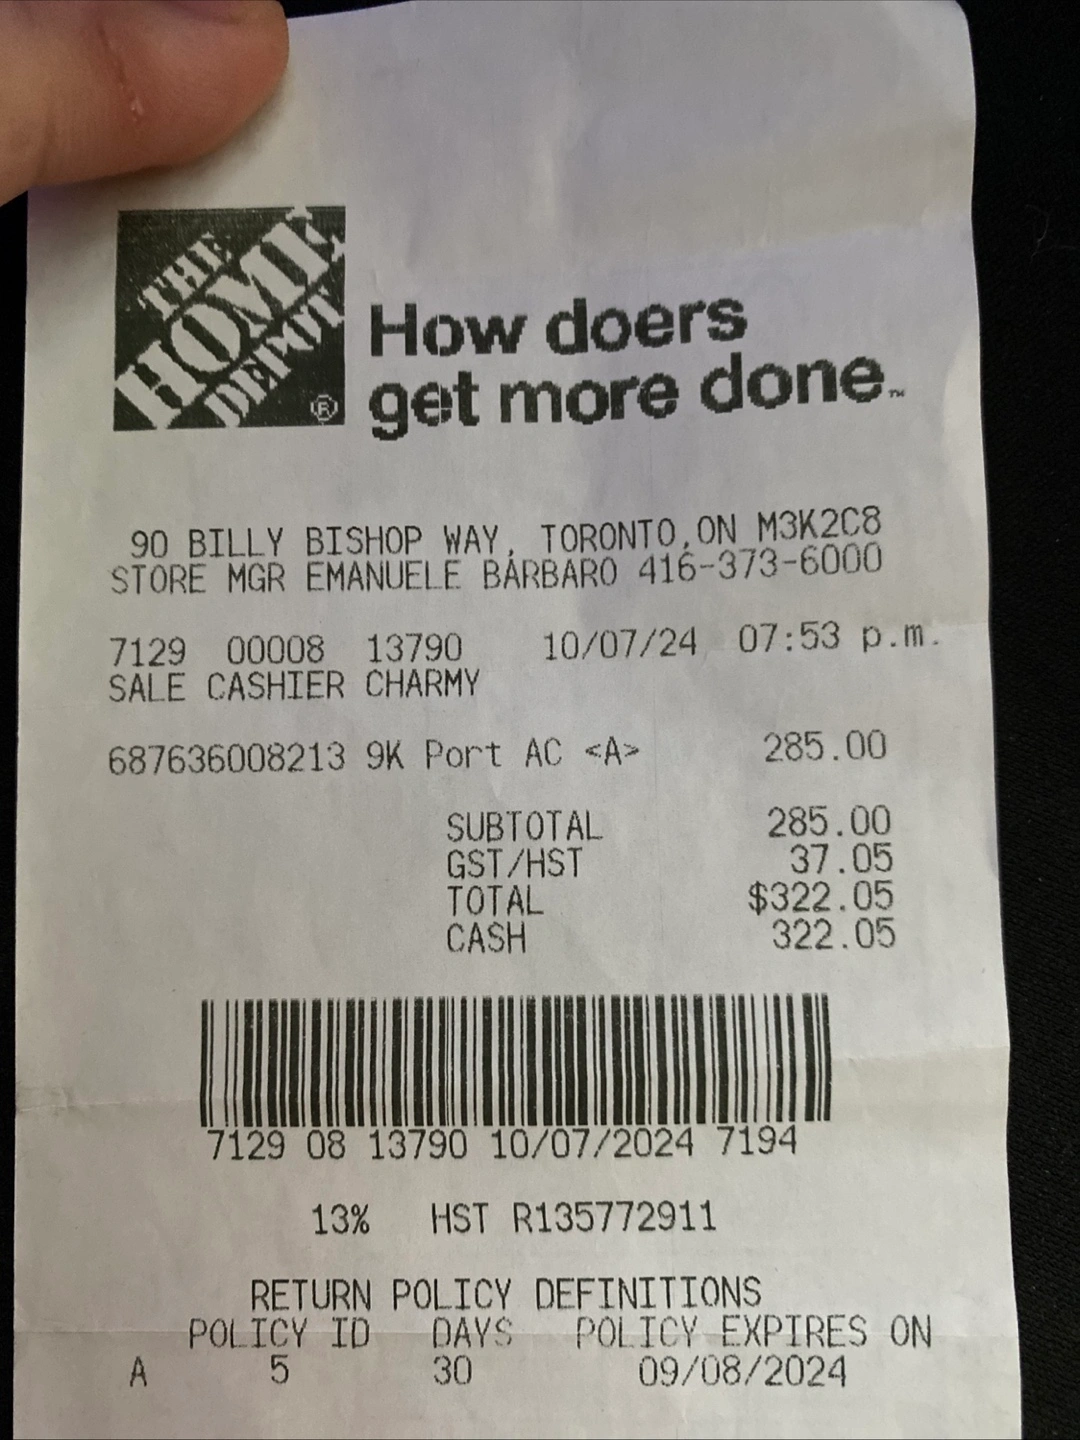 THE
HOME
DEPOT
®
How doers
get more done.™
90 BILLY BISHOP WAY, TORONTO,ON M3K2C8
STORE MGR EMANUELE BARBARO 416-373-6000
7129 00008 13790 10/07/24 07:53 p.m.
SALE CASHIER CHARMY
687636008213 9K Port AC <A> 285.00
SUBTOTAL 285.00
GST/HST 37.05
TOTAL $322.05
CASH 322.05
7129 08 13790 10/07/2024 7194
13% HST R135772911
RETURN POLICY DEFINITIONS
POLICY ID DAYS POLICY EXPIRES ON
A 5 30 09/08/2024